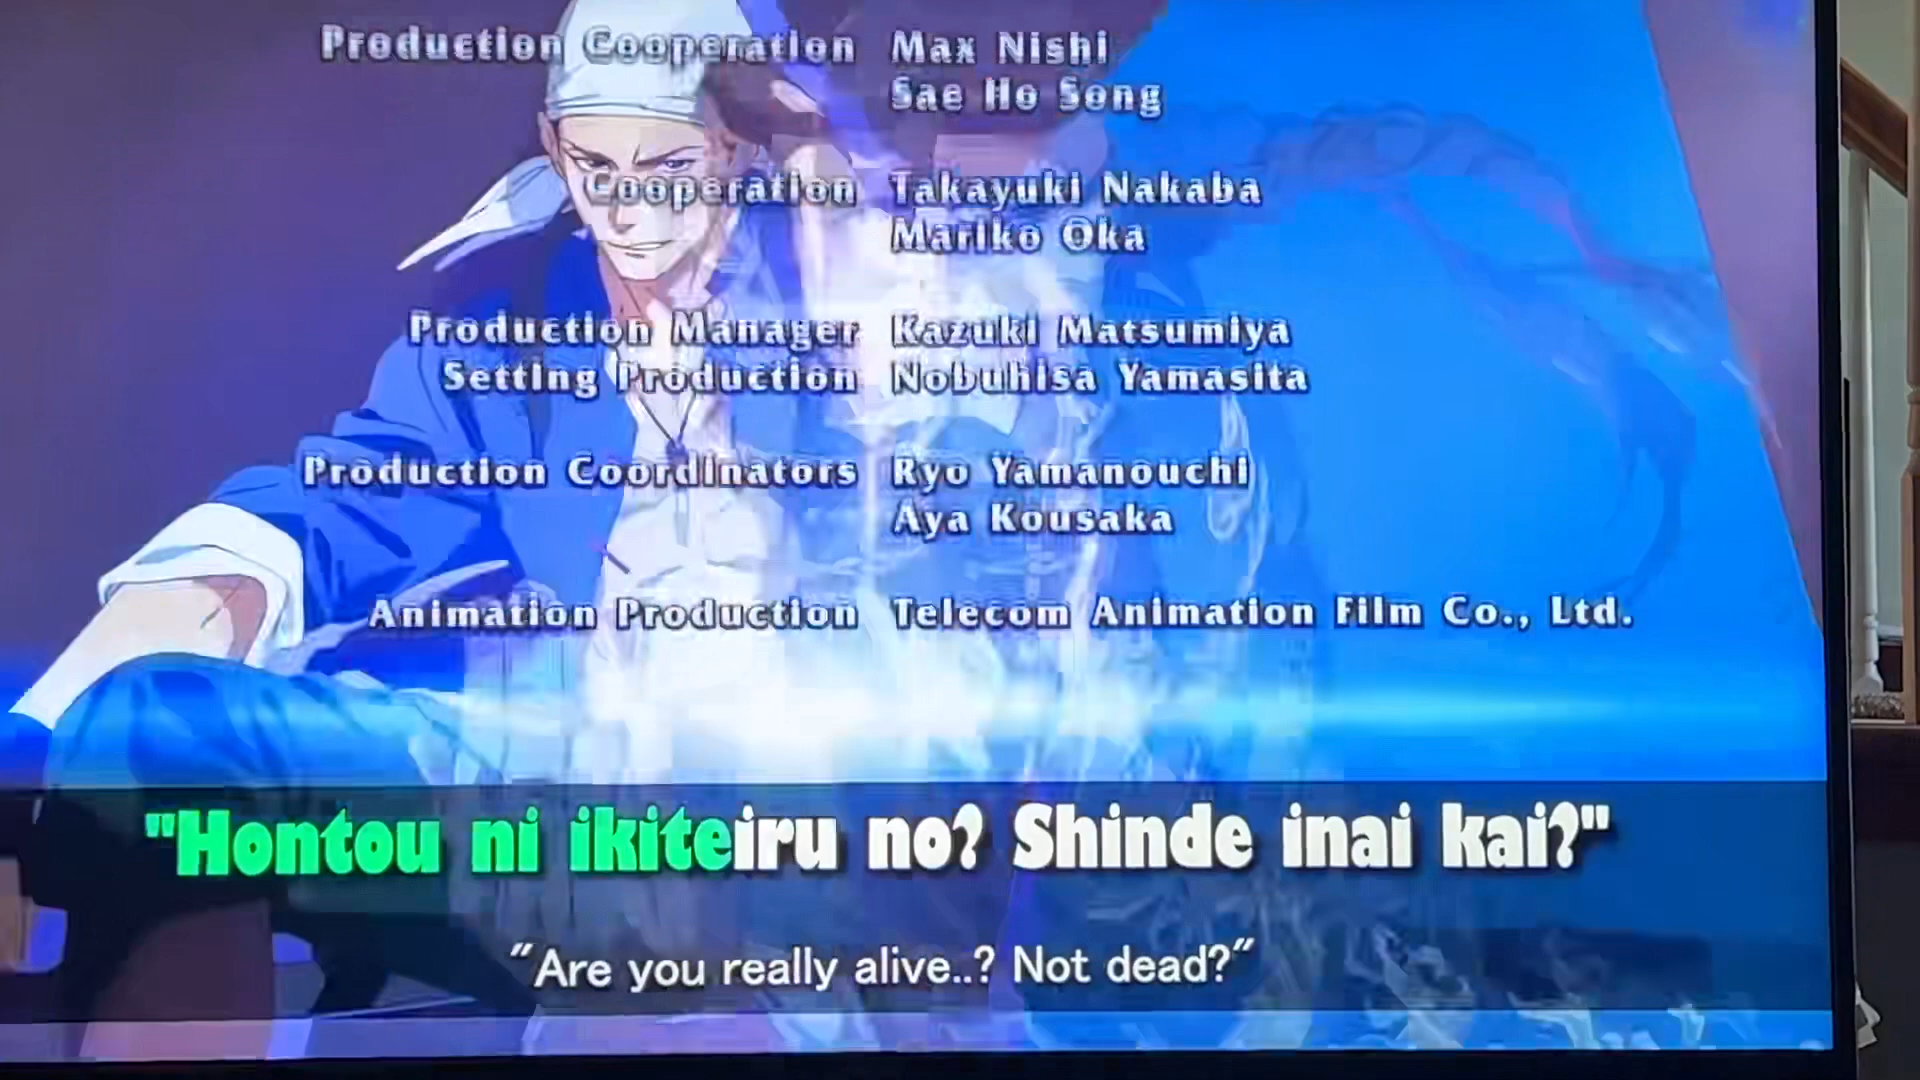 Production Cooperation Max Nishi
Sae Ho Song
Cooperation Takayuki Nakaba
Mariko Oka
Production Manager Kazuki Matsumiya
Setting Production Nobuhisa Yamasita
Production Coordinators Ryo Yamanouchi
Aya Kousaka
Animation Production Telecom Animation Film Co., Ltd.
"Hontou ni ikiteiru no? Shinde inai kai?"
"Are you really alive..? Not dead?"